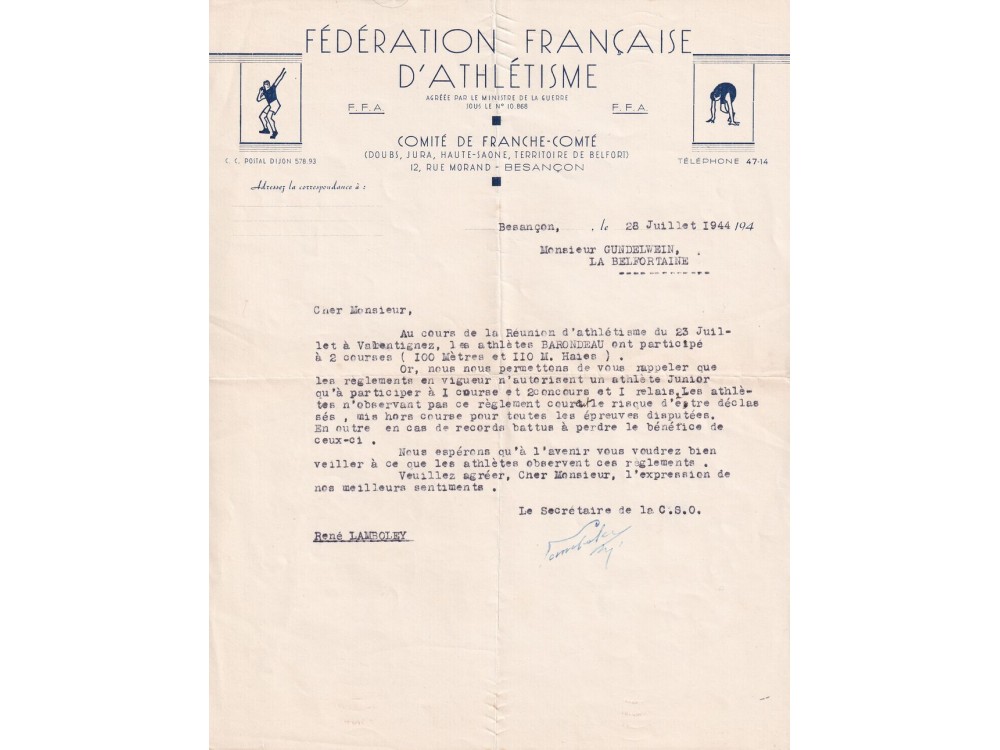 FÉDÉRATION FRANÇAISE
D'ATHLÉTISME
AGRÉÉE PAR LE MINISTRE DE LA GUERRE
SOUS LE N° 10.868
F.F.A. F.F.A.
COMITÉ DE FRANCHE-COMTÉ
(DOUBS, JURA, HAUTE-SAÔNE, TERRITOIRE DE BELFORT)
12, RUE MORAND - BESANÇON
C. C. POSTAL DIJON 578.93
TÉLÉPHONE 47-14
Adressez la correspondance à :
Besançon, , le 28 Juillet 1944 194
Monsieur GUNDELWEIN,
LA BELFORTAINE
Cher Monsieur,
Au cours de la Réunion d'athlétisme du 23 Juil-
let à Valentignez, les athlètes BARONDEAU ont participé
à 2 courses ( I00 Mètres et II0 M. Haies ) .
Or, nous nous permettons de vous rappeler que
les règlements en vigueur n'autorisent un athlète Junior
qu'à participer à I course et 2concours et I relais,Les athlè-
tes n'observant pas ce règlement court le risque d'estre déclas
sés , mis hors course pour toutes les épreuves disputées.
En outre en cas de records battus à perdre le bénéfice de
ceux-ci .
Nous espérons qu'à l'avenir vous voudrez bien
veiller à ce que les athlètes observent ces règlements .
Veuillez agréer, Cher Monsieur, l'expression de
nos meilleurs sentiments .
Le Secrétaire de la C.S.O.
René LAMBOLEY